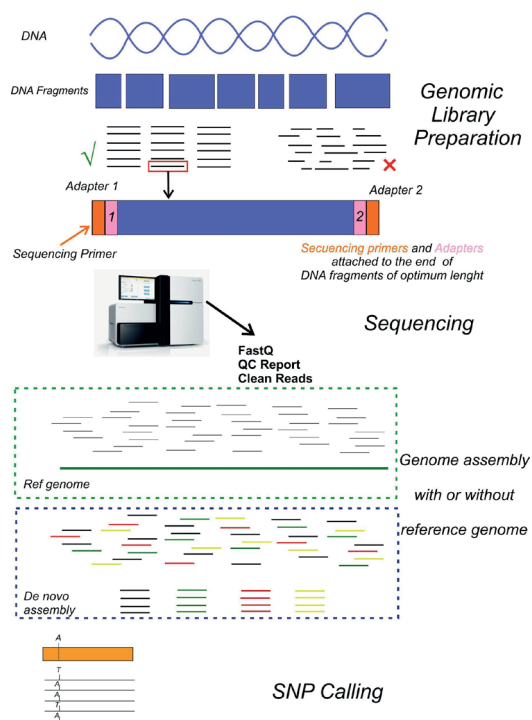 DNA
DNA Fragments
Genomic
Library
Preparation
√
Adapter 1
Adapter 2
1
2
Sequencing Primer
Secuencing primers and Adapters
attached to the end of
DNA fragments of optimum lenght
Sequencing
FastQ
QC Report
Clean Reads
Ref genome
Genome assembly
with or without
reference genome
De novo
assembly
A
T
A
A
T
A
SNP Calling